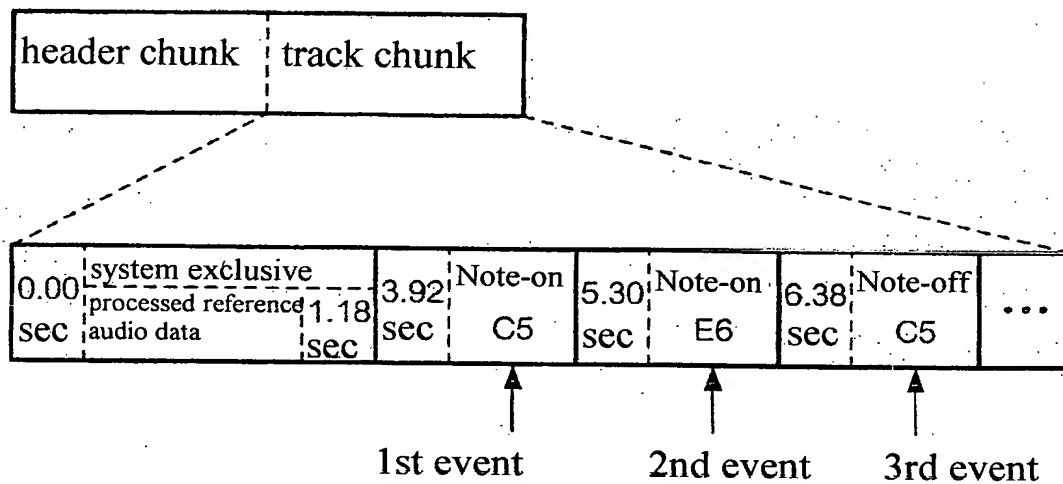 header chunk track chunk
0.00 sec
system exclusive
processed reference audio data
1.18 sec
3.92 sec
Note-on
C5
5.30 sec
Note-on
E6
6.38 sec
Note-off
C5
...
1st event 2nd event 3rd event